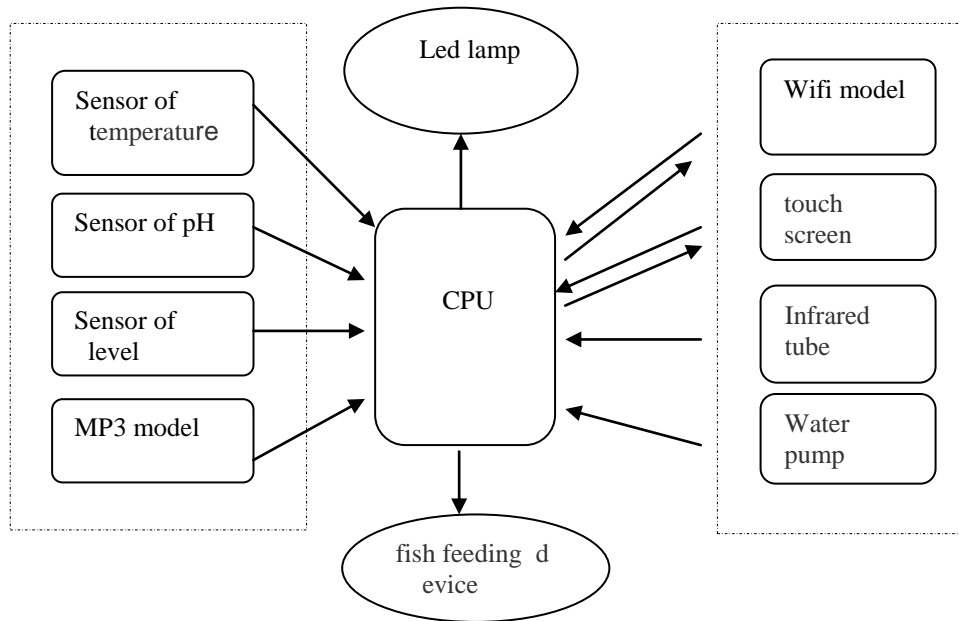 Led lamp
Sensor of
temperature
Sensor of pH
Sensor of
level
MP3 model
CPU
Wifi model
touch
screen
Infrared
tube
Water
pump
fish feeding d
evice